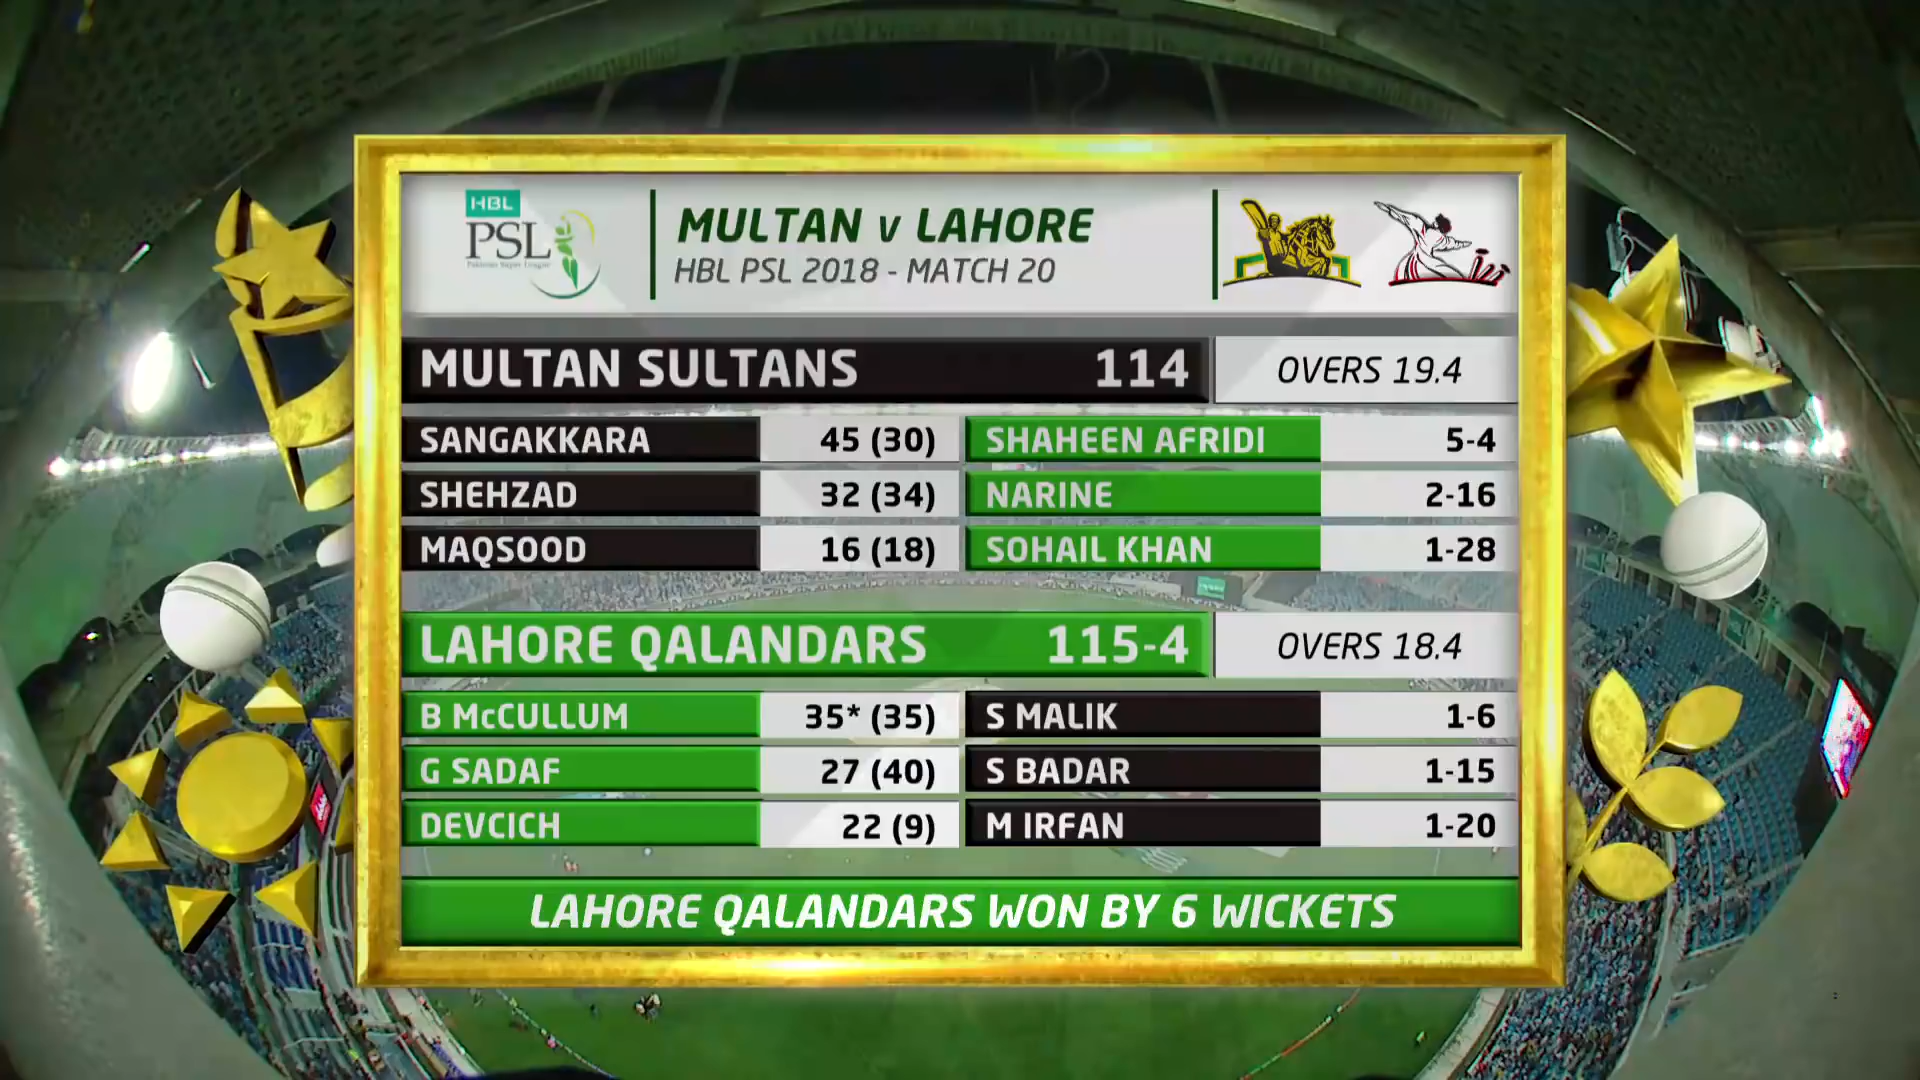 HBL
PSL
Pakistan Super League
MULTAN v LAHORE
HBL PSL 2018 - MATCH 20
MULTAN SULTANS 114 OVERS 19.4
SANGAKKARA 45 (30) SHAHEEN AFRIDI 5-4
SHEHZAD 32 (34) NARINE 2-16
MAQSOOD 16 (18) SOHAIL KHAN 1-28
LAHORE QALANDARS 115-4 OVERS 18.4
B McCULLUM 35* (35) S MALIK 1-6
G SADAF 27 (40) S BADAR 1-15
DEVCICH 22 (9) M IRFAN 1-20
LAHORE QALANDARS WON BY 6 WICKETS